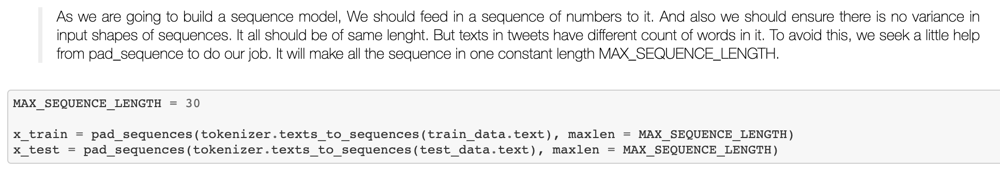 As we are going to build a sequence model, We should feed in a sequence of numbers to it. And also we should ensure there is no variance in
input shapes of sequences. It all should be of same lenght. But texts in tweets have different count of words in it. To avoid this, we seek a little help
from pad_sequence to do our job. It will make all the sequence in one constant length MAX_SEQUENCE_LENGTH.
MAX_SEQUENCE_LENGTH = 30
x_train = pad_sequences(tokenizer.texts_to_sequences(train_data.text), maxlen = MAX_SEQUENCE_LENGTH)
x_test = pad_sequences(tokenizer.texts_to_sequences(test_data.text), maxlen = MAX_SEQUENCE_LENGTH)